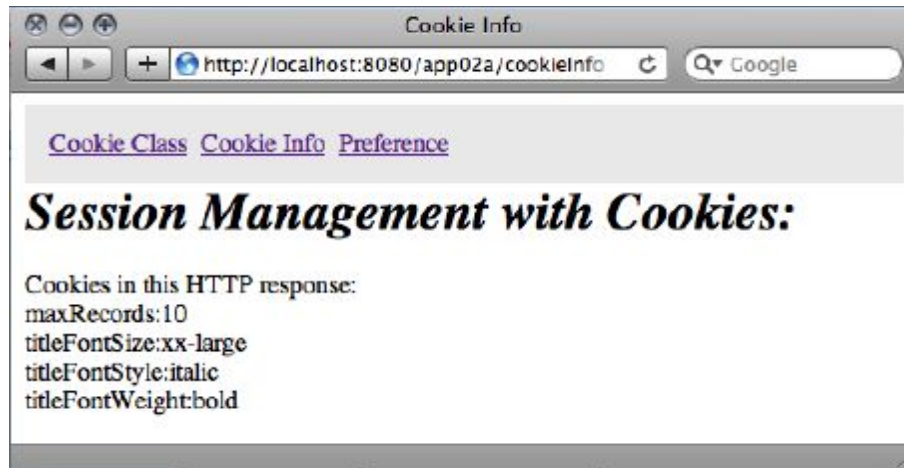 Cookie Info
http://localhost:8080/app02a/cookieInfo
Google
Cookie Class Cookie Info Preference
Session Management with Cookies:
Cookies in this HTTP response:
maxRecords:10
titleFontSize:xx-large
titleFontStyle:italic
titleFontWeight:bold